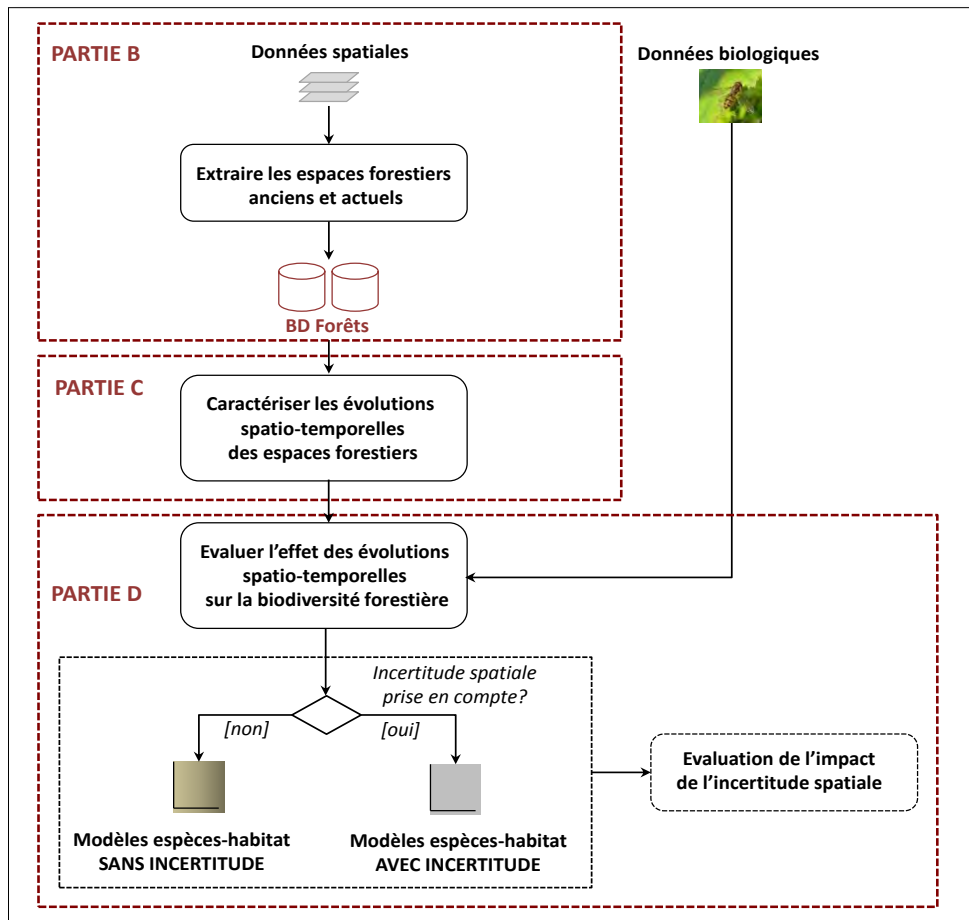 PARTIE B
Données spatiales
Données biologiques
Extraire les espaces forestiers
anciens et actuels
BD Forêts
PARTIE C
Caractériser les évolutions
spatio-temporelles
des espaces forestiers
PARTIE D
Evaluer l'effet des évolutions
spatio-temporelles
sur la biodiversité forestière
Incertitude spatiale
prise en compte?
[non]
[oui]
Modèles espèces-habitat
SANS INCERTITUDE
Modèles espèces-habitat
AVEC INCERTITUDE
Evaluation de l'impact
de l'incertitude spatiale